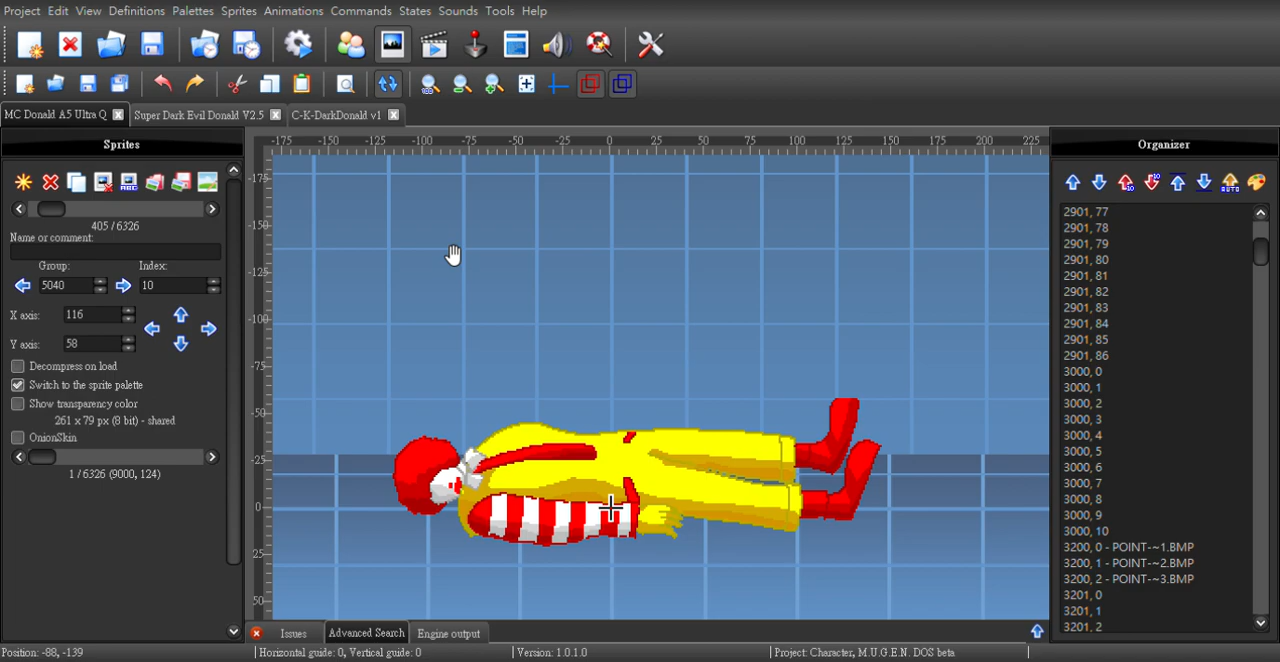 Project Edit View Definitions Palettes Sprites Animations Commands States Sounds Tools Help
MC Donald A5 Ultra Q Super Dark Evil Donald V2.5 C-K-DarkDonald v1
Sprites
405 / 6326
Name or comment:
Group: Index:
5040 10
X axis: 116
Y axis: 58
Decompress on load
Switch to the sprite palette
Show transparency color
261 x 79 px (8 bit) - shared
OnionSkin
1 / 6326 (9000, 124)
-175 -150 -125 -100 -75 -50 -25 0 25 50 75 100 125 150 175 200 225
-175
-150
-125
-100
-75
-50
-25
0
25
50
Organizer
2901, 77
2901, 78
2901, 79
2901, 80
2901, 81
2901, 82
2901, 83
2901, 84
2901, 85
2901, 86
3000, 0
3000, 1
3000, 2
3000, 3
3000, 4
3000, 5
3000, 6
3000, 7
3000, 8
3000, 9
3000, 10
3200, 0 - POINT-~1.BMP
3200, 1 - POINT-~2.BMP
3200, 2 - POINT-~3.BMP
3201, 0
3201, 1
3201, 2
Issues Advanced Search Engine output
Position: -88, -139 Horizontal guide: 0, Vertical guide: 0 Version: 1.0.1.0 Project: Character, M.U.G.E.N. DOS beta